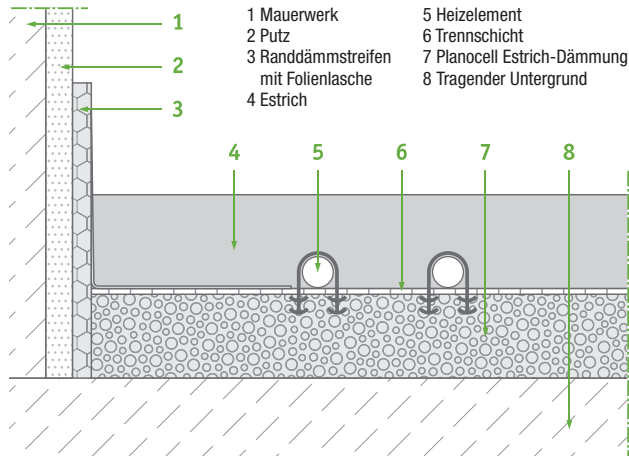 1 Mauerwerk
2 Putz
3 Randdämmstreifen
mit Folienlasche
4 Estrich
5 Heizelement
6 Trennschicht
7 Planocell Estrich-Dämmung
8 Tragender Untergrund
1
2
3
4
5
6
7
8